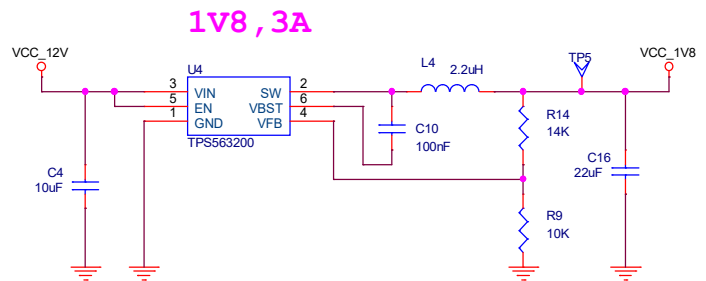 1V8,3A
VCC_12V
U4
L4
2.2uH
TP5
VCC_1V8
3 VIN SW 2
5 EN VBST 6
1 GND VFB 4
TPS563200
C10
100nF
R14
14K
C4
10uF
C16
22uF
R9
10K